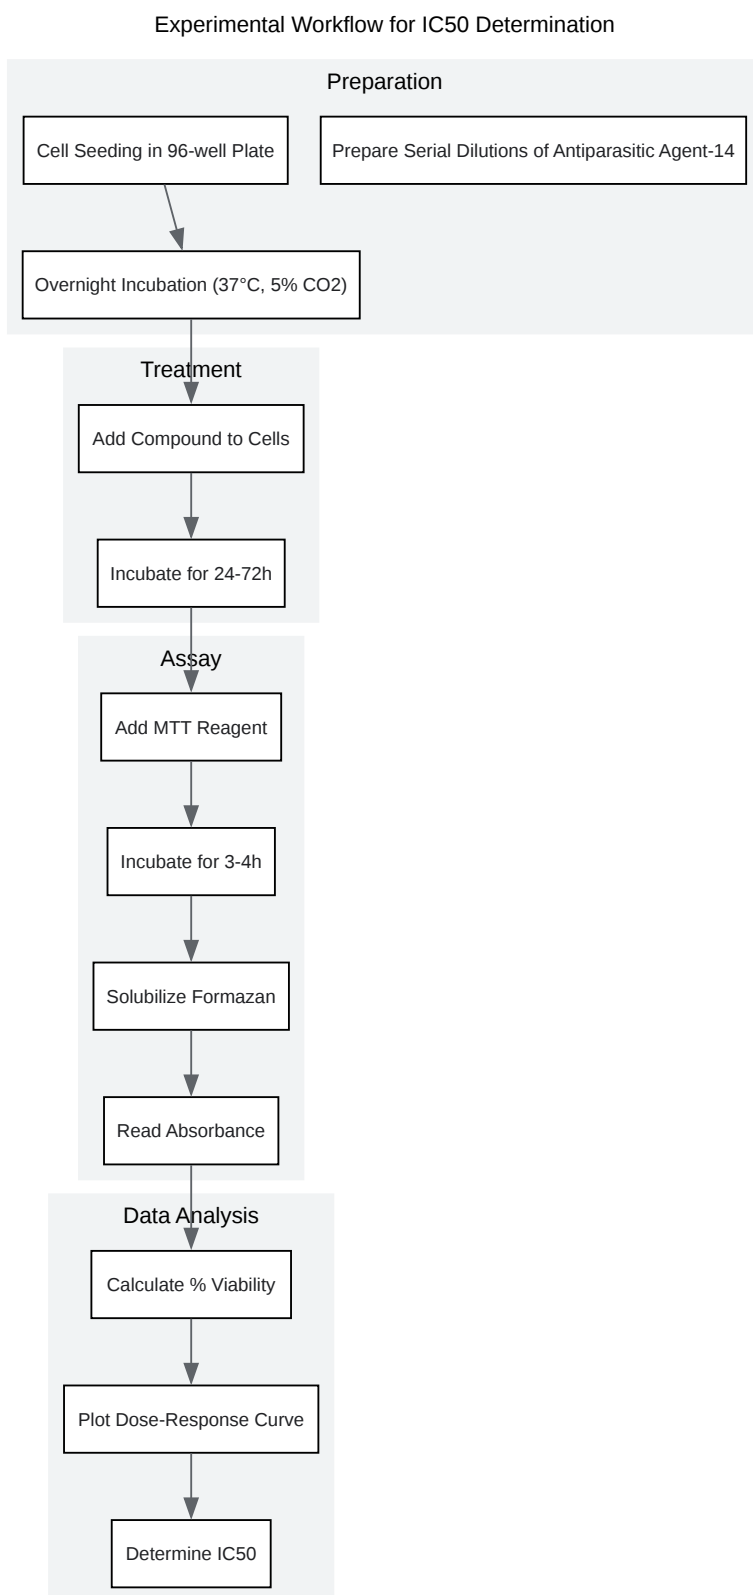 Experimental Workflow for IC50 Determination
Preparation
Cell Seeding in 96-well Plate
Prepare Serial Dilutions of Antiparasitic Agent-14
Overnight Incubation (37°C, 5% CO2)
Treatment
Add Compound to Cells
Incubate for 24-72h
Assay
Add MTT Reagent
Incubate for 3-4h
Solubilize Formazan
Read Absorbance
Data Analysis
Calculate % Viability
Plot Dose-Response Curve
Determine IC50